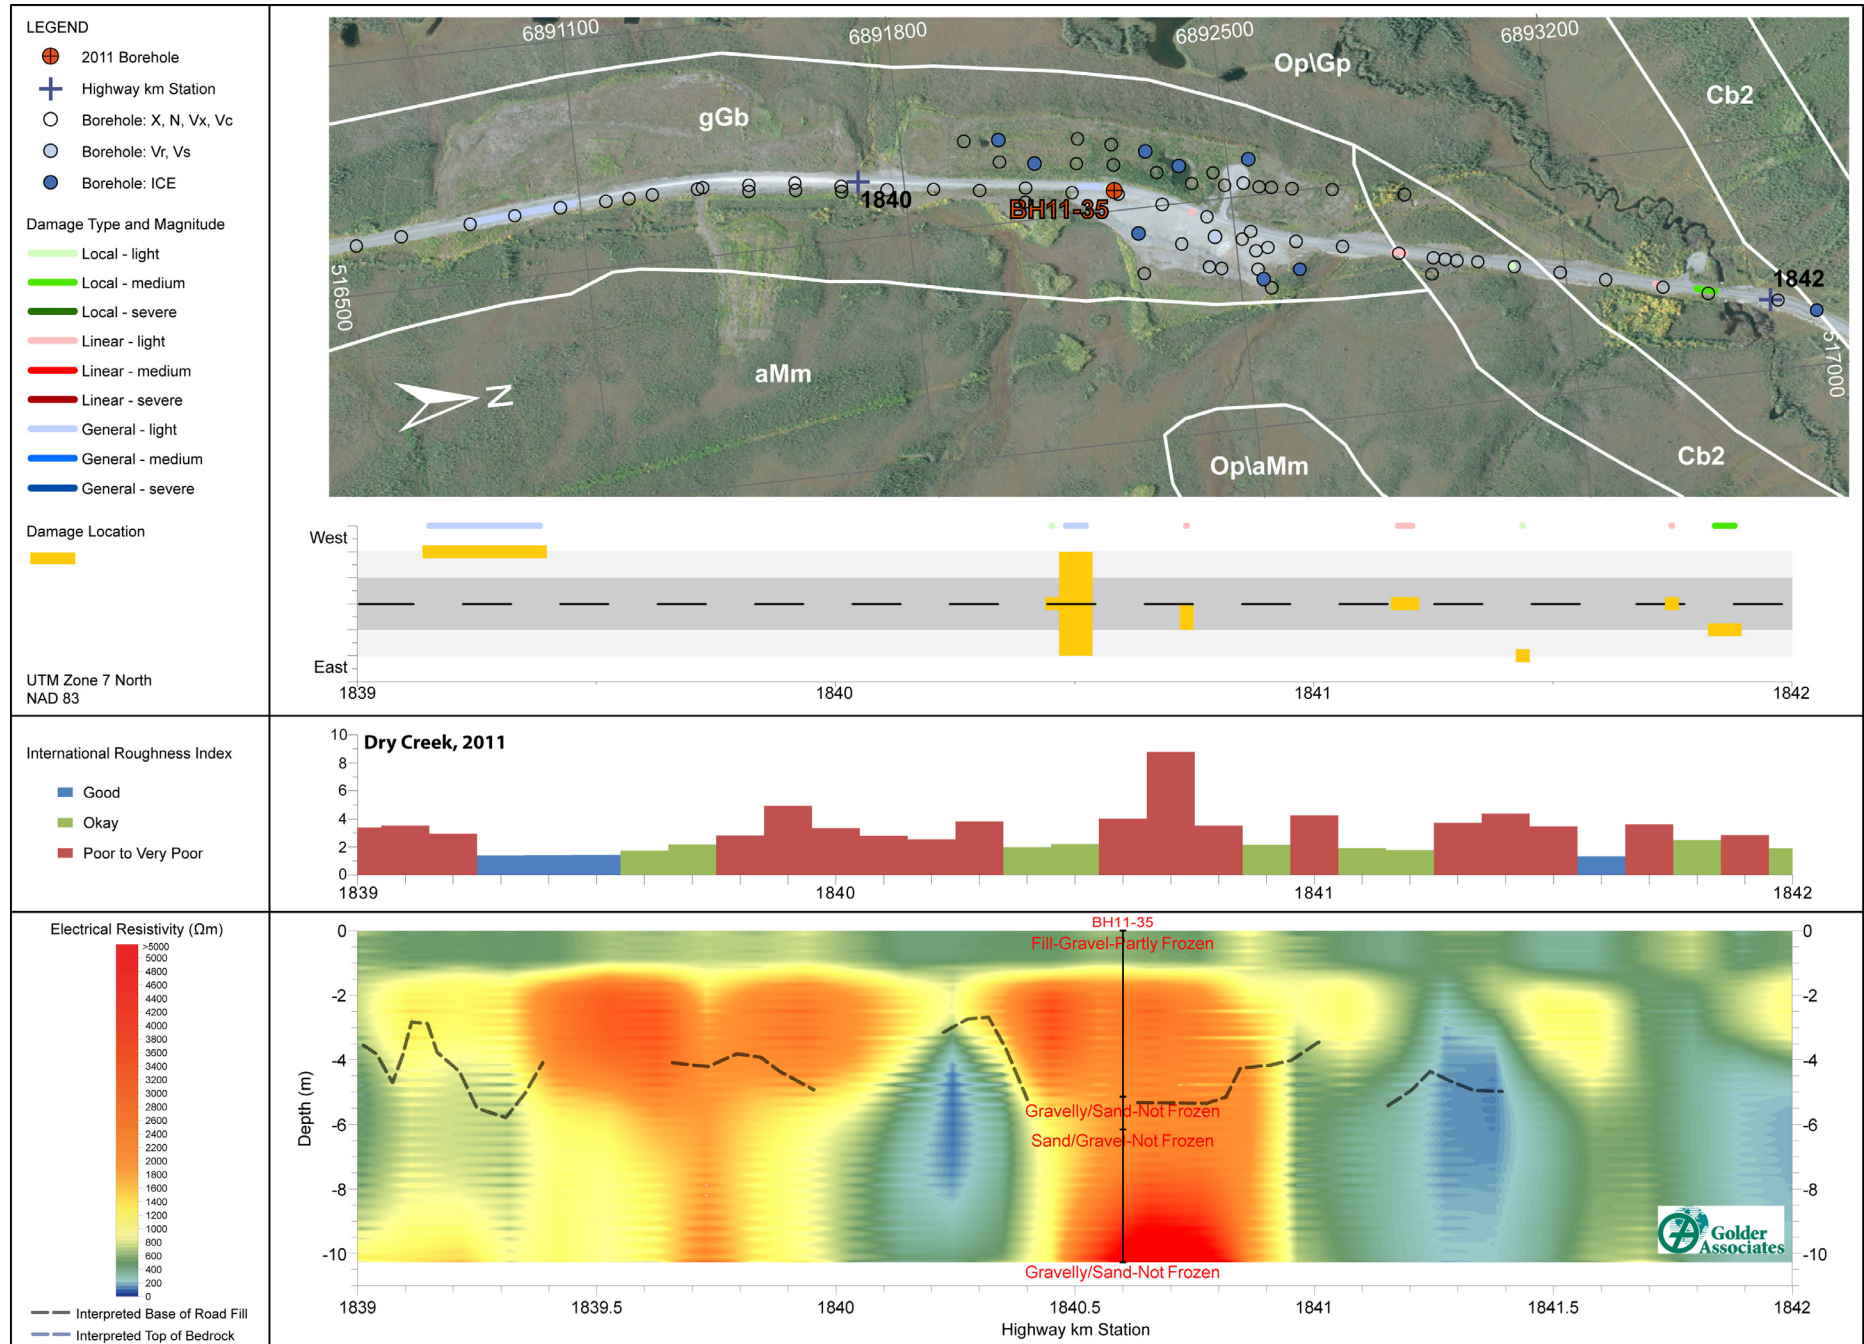 LEGEND
2011 Borehole
Highway km Station
Borehole: X, N, Vx, Vc
Borehole: Vr, Vs
Borehole: ICE
Damage Type and Magnitude
Local - light
Local - medium
Local - severe
Linear - light
Linear - medium
Linear - severe
General - light
General - medium
General - severe
Damage Location
UTM Zone 7 North
NAD 83
6891100
6891800
6892500
6893200
Op\Gp
Cb2
gGb
1840
BH11-35
1842
516500
517000
aMm
N
Op\aMm
Cb2
West
East
1839
1840
1841
1842
International Roughness Index
Good
Okay
Poor to Very Poor
Dry Creek, 2011
10
8
6
4
2
0
1839
1840
1841
1842
Electrical Resistivity (Ωm)
>5000
5000
4800
4600
4400
4200
4000
3800
3600
3400
3200
3000
2800
2600
2400
2200
2000
1800
1600
1400
1200
1000
800
600
400
200
0
Interpreted Base of Road Fill
Interpreted Top of Bedrock
Depth (m)
0
-2
-4
-6
-8
-10
BH11-35
Fill-Gravel-Partly Frozen
Gravelly/Sand-Not Frozen
Sand/Gravel-Not Frozen
Gravelly/Sand-Not Frozen
0
-2
-4
-6
-8
-10
Golder
Associates
1839
1839.5
1840
1840.5
1841
1841.5
1842
Highway km Station